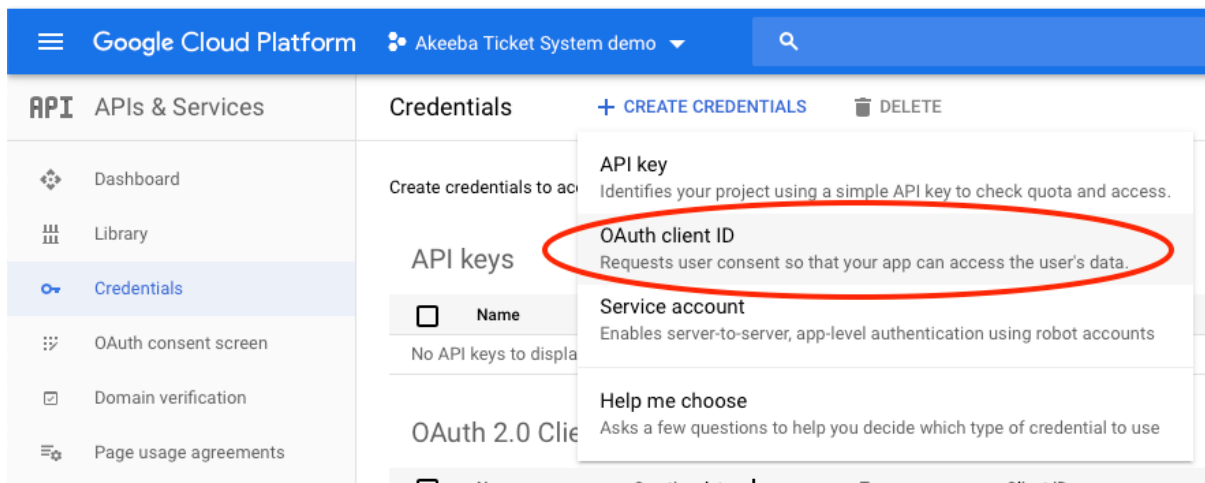 Google Cloud Platform
Akeeba Ticket System demo
API APIs & Services
Credentials
+ CREATE CREDENTIALS
DELETE
Dashboard
Library
Credentials
OAuth consent screen
Domain verification
Page usage agreements
Create credentials to
API keys
Name
No API keys to
OAuth 2.0
API key
Identifies your project using a simple API key to check quota and access.
OAuth client ID
Requests user consent so that your app can access the user's data.
Service account
Enables server-to-server, app-level authentication using robot accounts
Help me choose
Asks a few questions to help you decide which type of credential to use